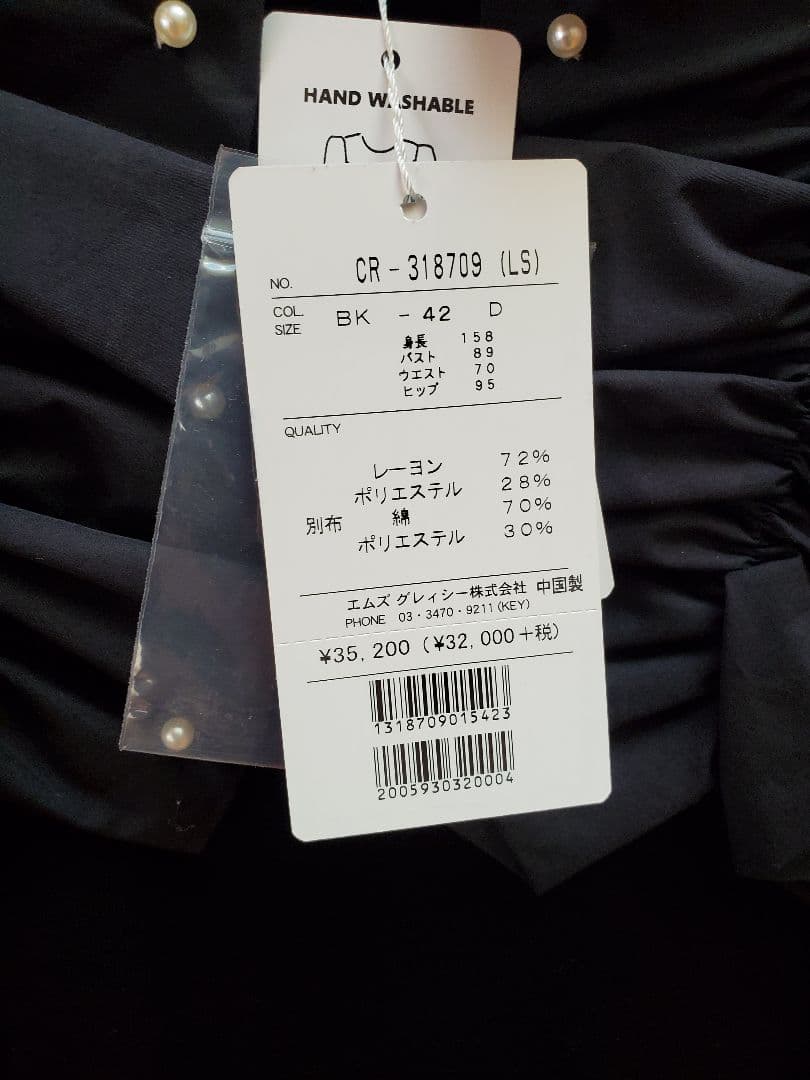 HAND WASHABLE
NO. CR-318709 (LS)
COL. SIZE BK - 42 D
身長 158
バスト 89
ウエスト 70
ヒップ 95
QUALITY
レーヨン 72%
ポリエステル 28%
別布 綿 70%
ポリエステル 30%
エムズ グレィシー株式会社 中国製
PHONE 03・3470・9211(KEY)
¥35,200 (¥32,000+税)
1318709015423
2005930320004